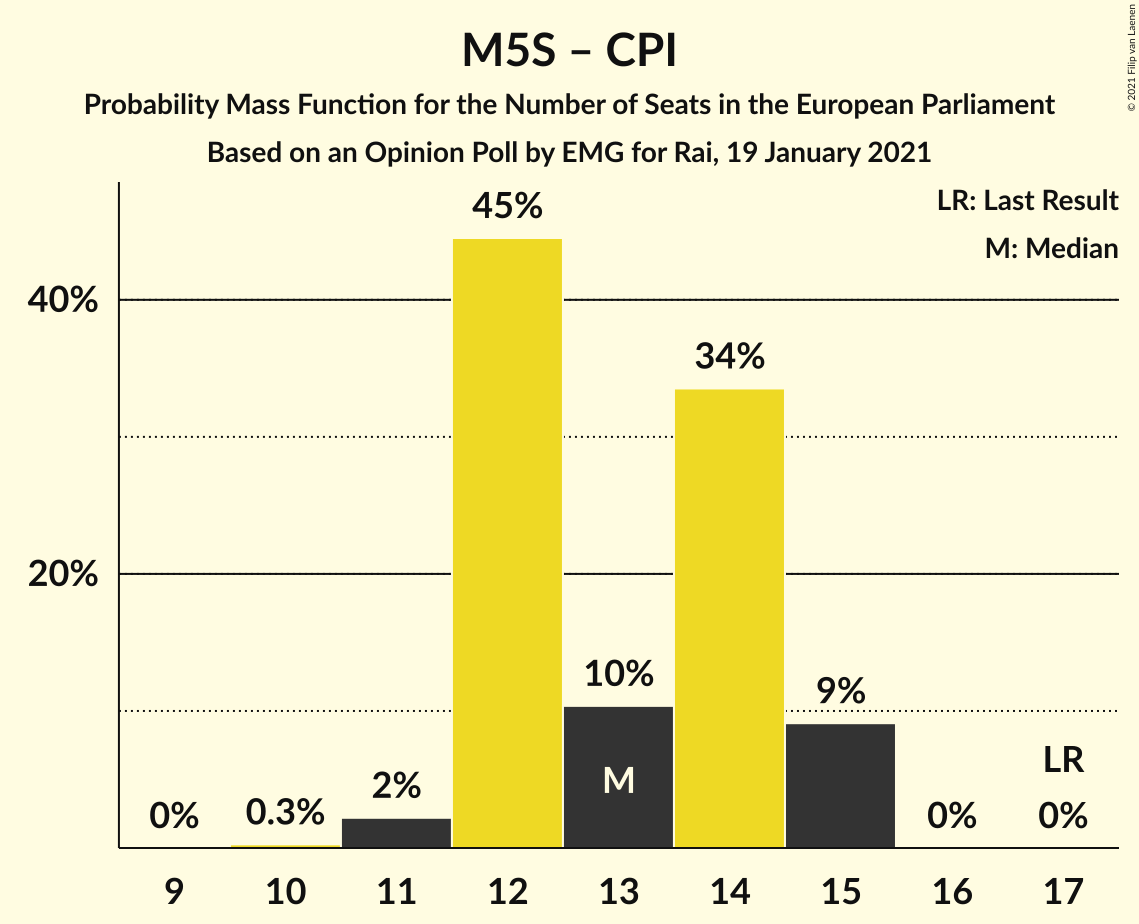 M5S – CPI
Probability Mass Function for the Number of Seats in the European Parliament
Based on an Opinion Poll by EMG for Rai, 19 January 2021
© 2021 Filip van Laenen
LR: Last Result
M: Median
45%
40%
34%
20%
10%
9%
M
LR
2%
0.3%
0%
0%
0%
9 10 11 12 13 14 15 16 17